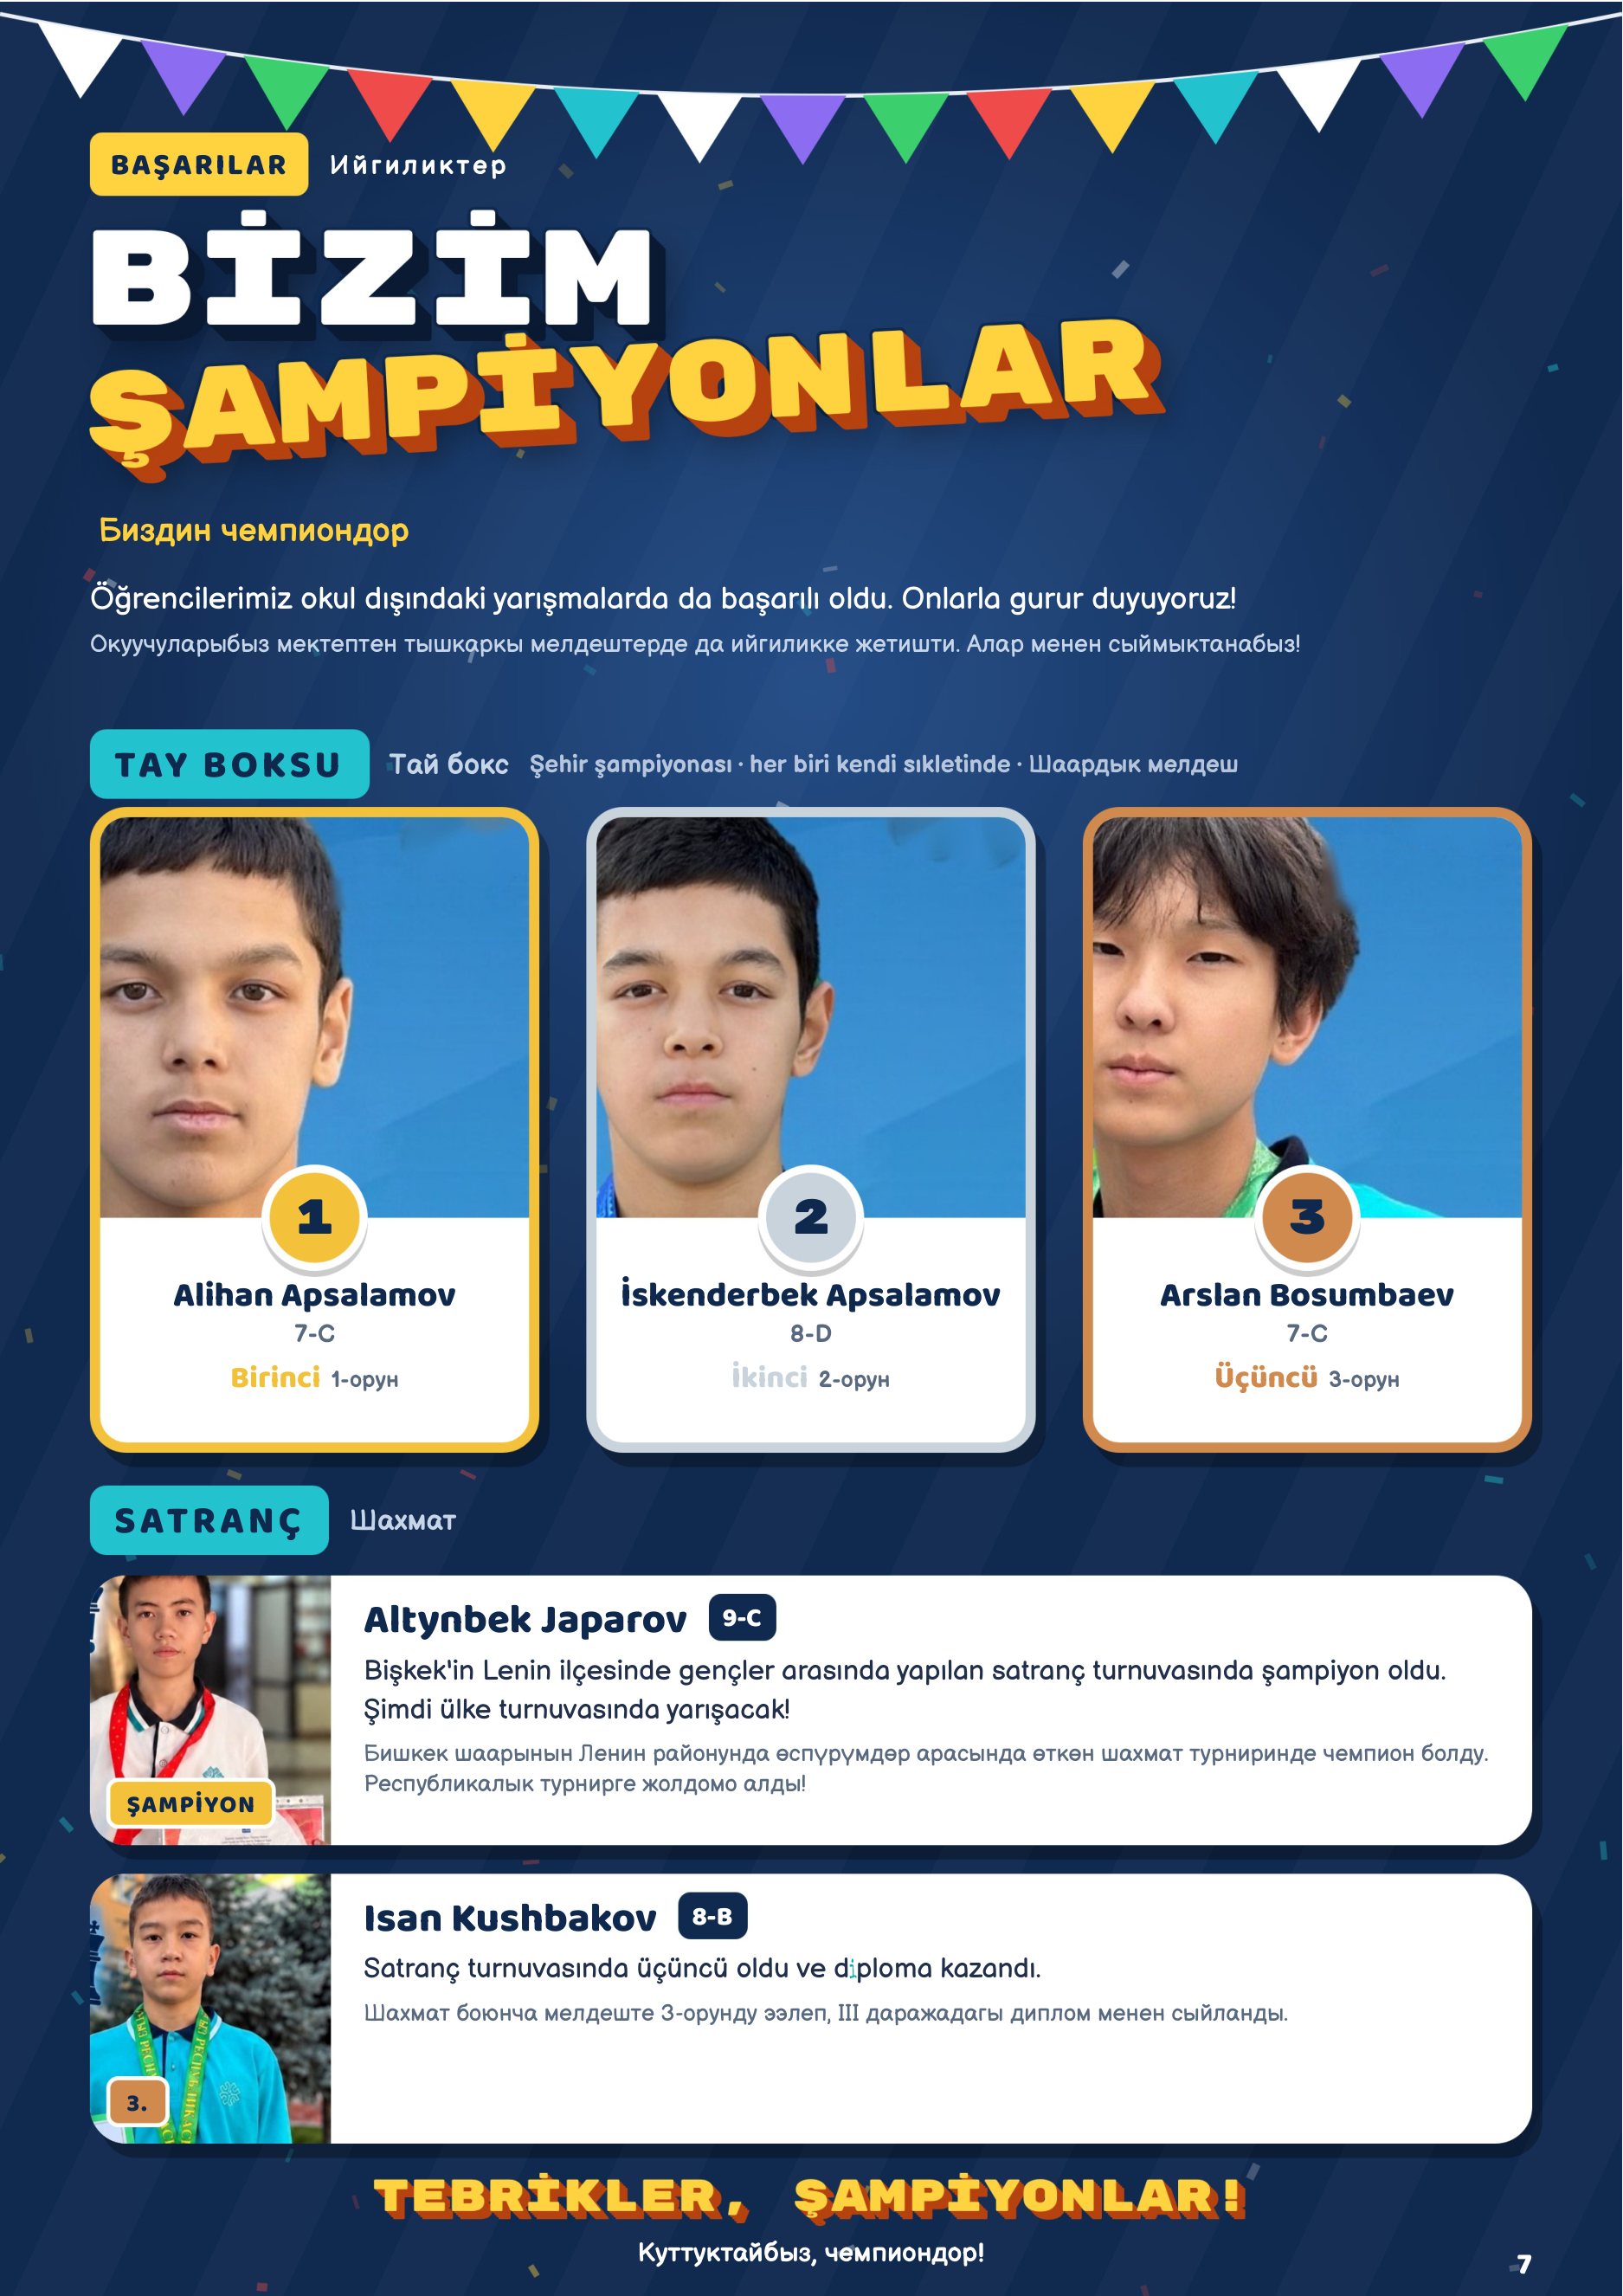 BAŞARILAR Ийгиликтер
BİZİM
ŞAMPİYONLAR
Биздин чемпиондор
Öğrencilerimiz okul dışındaki yarışmalarda da başarılı oldu. Onlarla gurur duyuyoruz!
Окуучуларыбыз мектептен тышкаркы мелдештерде да ийгиликке жетишти. Алар менен сыймыктанабыз!
TAY BOKSU Тай бокс Şehir şampiyonası · her biri kendi sıkletinde · Шаардык мелдеш
1
Alihan Apsalamov
7-C
Birinci 1-орун
2
İskenderbek Apsalamov
8-D
İkinci 2-орун
3
Arslan Bosumbaev
7-C
Üçüncü 3-орун
SATRANÇ Шахмат
ŞAMPİYON
Altynbek Japarov 9-C
Bişkek'in Lenin ilçesinde gençler arasında yapılan satranç turnuvasında şampiyon oldu.
Şimdi ülke turnuvasında yarışacak!
Бишкек шаарынын Ленин районунда өспүрүмдөр арасында өткөн шахмат турниринде чемпион болду.
Республикалык турнирге жолдомо алды!
3.
Isan Kushbakov 8-B
Satranç turnuvasında üçüncü oldu ve diploma kazandı.
Шахмат боюнча мелдеште 3-орунду ээлеп, III даражадагы диплом менен сыйланды.
TEBRİKLER, ŞAMPİYONLAR!
Куттуктайбыз, чемпиондор!
7